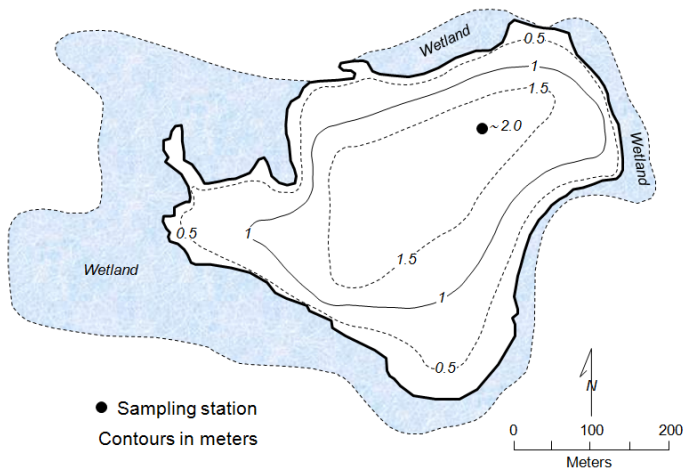 Wetland
0.5
1
1.5
~2.0
Wetland
0.5
1
1.5
Wetland
1
0.5
N
Sampling station
Contours in meters
0 100 200
Meters